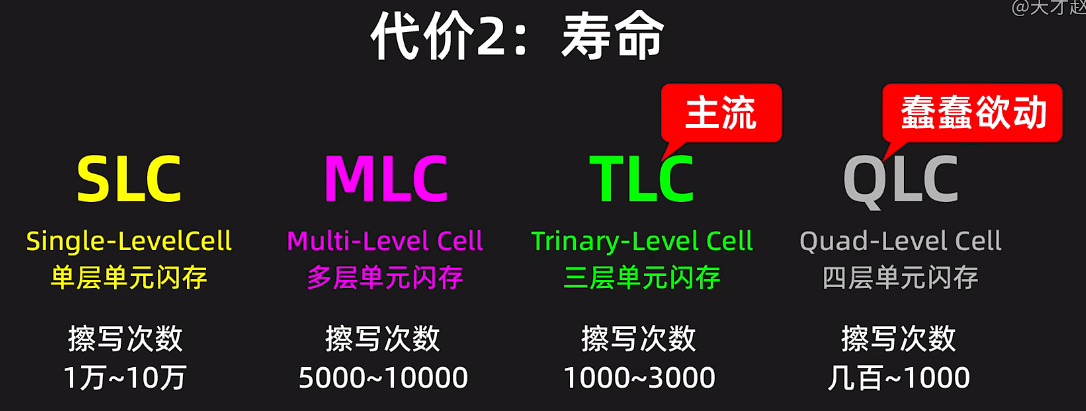 @天才赵
代价2：寿命
主流
蠢蠢欲动
SLC
MLC
TLC
QLC
Single-LevelCell
Multi-Level Cell
Trinary-Level Cell
Quad-Level Cell
单层单元闪存
多层单元闪存
三层单元闪存
四层单元闪存
擦写次数
擦写次数
擦写次数
擦写次数
1万~10万
5000~10000
1000~3000
几百~1000